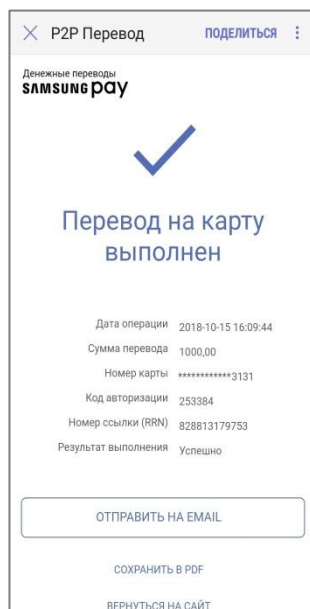 P2P Перевод ПОДЕЛИТЬСЯ
Денежные переводы
SAMSUNG pay
Перевод на карту
выполнен
Дата операции 2018-10-15 16:09:44
Сумма перевода 1000,00
Номер карты ************3131
Код авторизации 253384
Номер ссылки (RRN) 828813179753
Результат выполнения Успешно
ОТПРАВИТЬ НА EMAIL
СОХРАНИТЬ В PDF
ВЕРНУТЬСЯ НА САЙТ